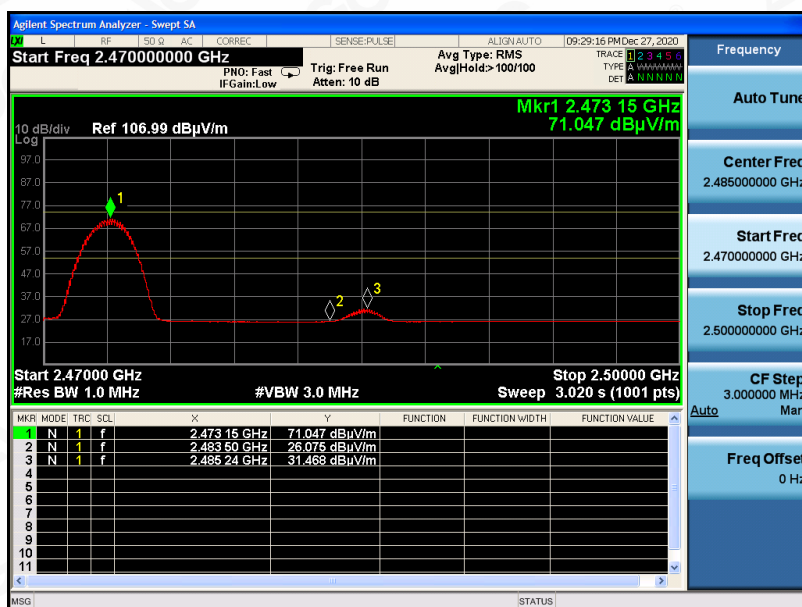 Agilent Spectrum Analyzer - Swept SA
LXI L RF 50 Ω AC CORREC SENSE:PULSE ALIGNAUTO 09:29:16 PM Dec 27, 2020
Start Freq 2.470000000 GHz
PNO: Fast
IFGain:Low
Trig: Free Run
Atten: 10 dB
Avg Type: RMS
Avg|Hold:>100/100
TRACE 1 2 3 4 5 6
TYPE A WWWWW
DET A N N N N N
Mkr1 2.473 15 GHz
71.047 dBµV/m
10 dB/div Ref 106.99 dBµV/m
Log
97.0
87.0
77.0
67.0
57.0
47.0
37.0
27.0
17.0
1
2
3
Start 2.47000 GHz Stop 2.50000 GHz
#Res BW 1.0 MHz #VBW 3.0 MHz Sweep 3.020 s (1001 pts)
MKR MODE TRC SCL X Y FUNCTION FUNCTION WIDTH FUNCTION VALUE
1 N 1 f 2.473 15 GHz 71.047 dBµV/m
2 N 1 f 2.483 50 GHz 26.075 dBµV/m
3 N 1 f 2.485 24 GHz 31.468 dBµV/m
4
5
6
7
8
9
10
11
MSG STATUS
Frequency
Auto Tune
Center Freq
2.485000000 GHz
Start Freq
2.470000000 GHz
Stop Freq
2.500000000 GHz
CF Step
3.000000 MHz
Auto Man
Freq Offset
0 Hz